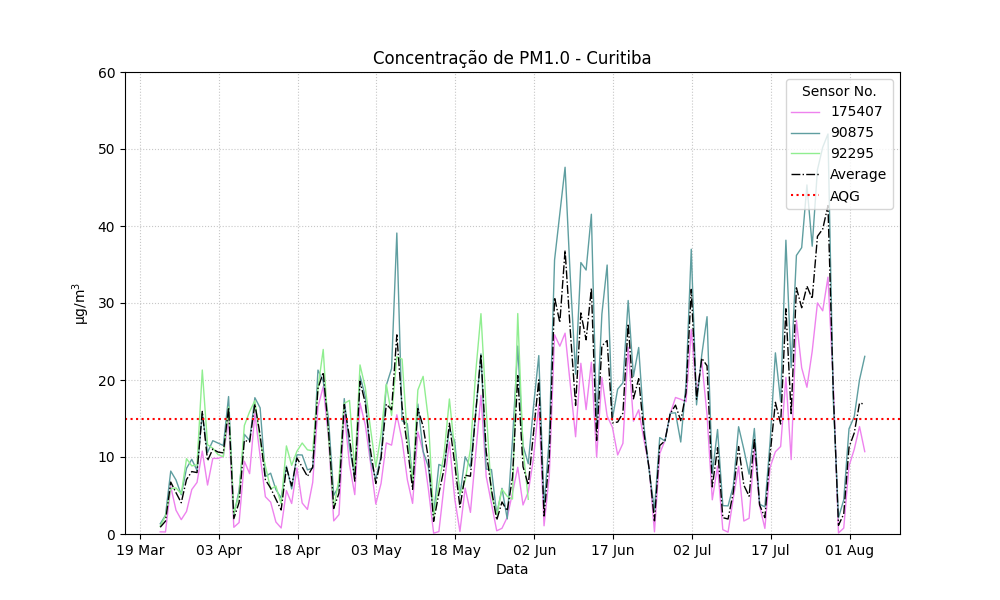 Concentração de PM1.0 - Curitiba
60
50
40
30
20
10
0
µg/m³
Sensor No.
175407
90875
92295
Average
AQG
19 Mar
03 Apr
18 Apr
03 May
18 May
02 Jun
17 Jun
02 Jul
17 Jul
01 Aug
Data